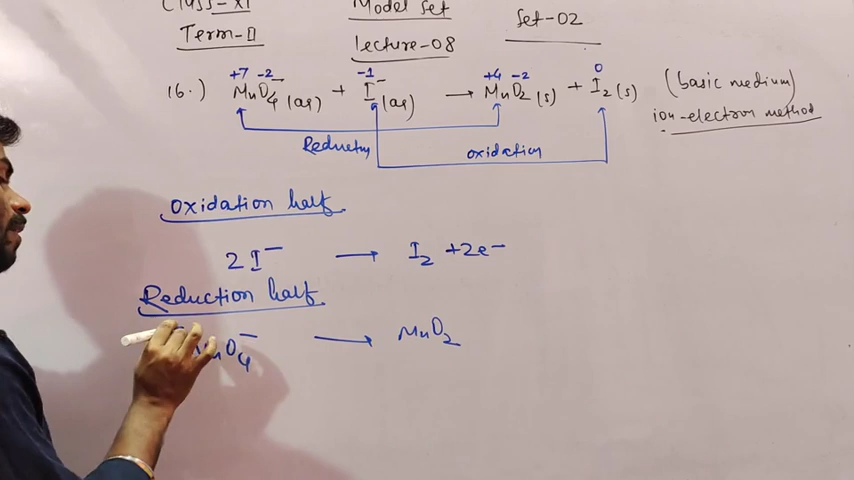 Class-XI Model Set Set-02
Term-II lecture-08
+7 -2 -1 +4 -2 0
16.) MnO4⁻(aq) + I⁻(aq) → MnO2(s) + I2(s) (basic medium)
ion-electron method
Reduction oxidation
Oxidation half
2I⁻ → I2 + 2e⁻
Reduction half
MnO4⁻ → MnO2